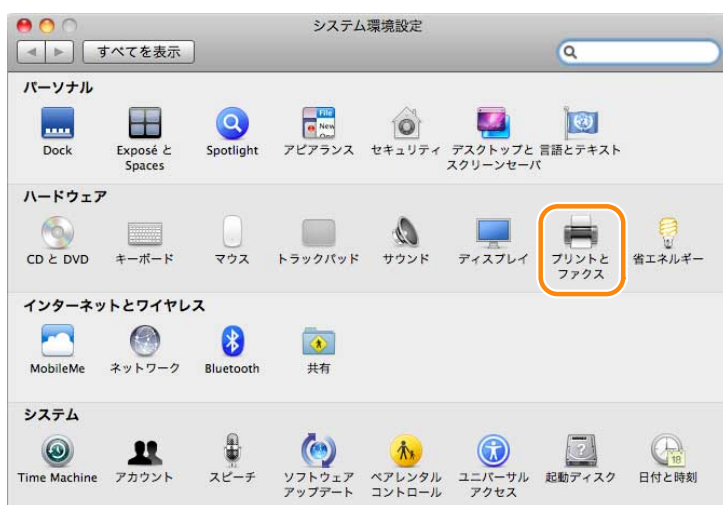 システム環境設定
すべてを表示
パーソナル
Dock
Exposé と
Spaces
Spotlight
アピアランス
セキュリティ
デスクトップと
スクリーンセーバ
言語とテキスト
ハードウェア
CD と DVD
キーボード
マウス
トラックパッド
サウンド
ディスプレイ
プリントと
ファクス
省エネルギー
インターネットとワイヤレス
MobileMe
ネットワーク
Bluetooth
共有
システム
Time Machine
アカウント
スピーチ
ソフトウェア
アップデート
ペアレンタル
コントロール
ユニバーサル
アクセス
起動ディスク
日付と時刻